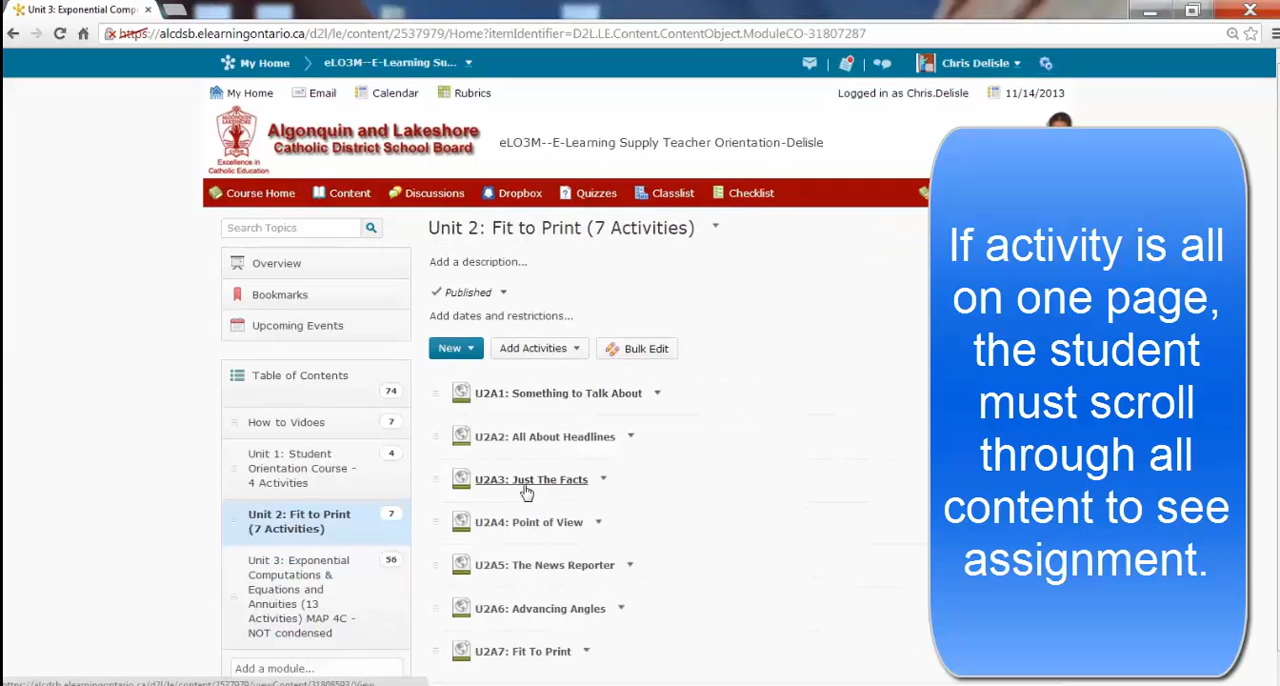 Unit 3: Exponential Comp
https://alcdsb.elearningontario.ca/d2l/le/content/2537979/Home?itemIdentifier=D2L.LE.Content.ContentObject.ModuleCO-31807287
My Home
eLO3M--E-Learning Su...
Chris Delisle
My Home Email Calendar Rubrics
Logged in as Chris.Delisle 11/14/2013
Algonquin and Lakeshore
Catholic District School Board
Excellence in
Catholic Education
eLO3M--E-Learning Supply Teacher Orientation-Delisle
Course Home Content Discussions Dropbox Quizzes Classlist Checklist
Search Topics
Overview
Bookmarks
Upcoming Events
Table of Contents
74
How to Vidoes
7
Unit 1: Student
Orientation Course -
4 Activities
4
Unit 2: Fit to Print
(7 Activities)
7
Unit 3: Exponential
Computations &
Equations and
Annuities (13
Activities) MAP 4C -
NOT condensed
56
Add a module...
Unit 2: Fit to Print (7 Activities)
Add a description...
Published
Add dates and restrictions...
New Add Activities Bulk Edit
U2A1: Something to Talk About
U2A2: All About Headlines
U2A3: Just The Facts
U2A4: Point of View
U2A5: The News Reporter
U2A6: Advancing Angles
U2A7: Fit To Print
If activity is all
on one page,
the student
must scroll
through all
content to see
assignment.